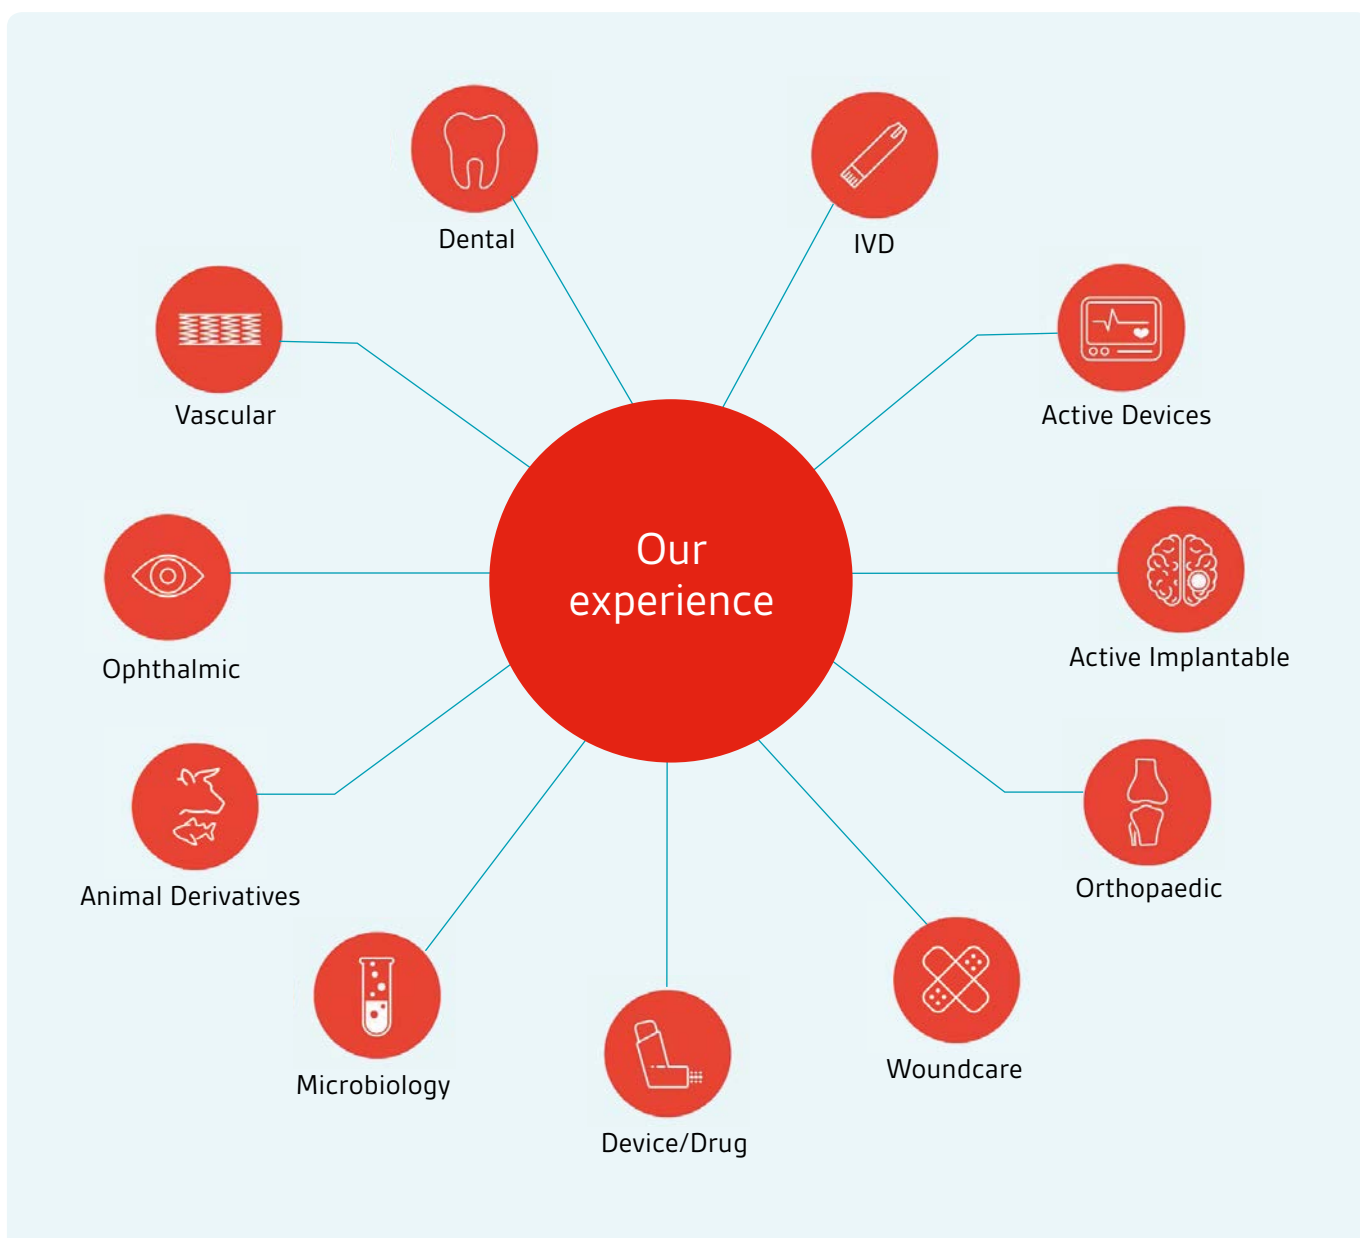 Dental
IVD
Vascular
Active Devices
Our
experience
Ophthalmic
Active Implantable
Animal Derivatives
Orthopaedic
Microbiology
Woundcare
Device/Drug